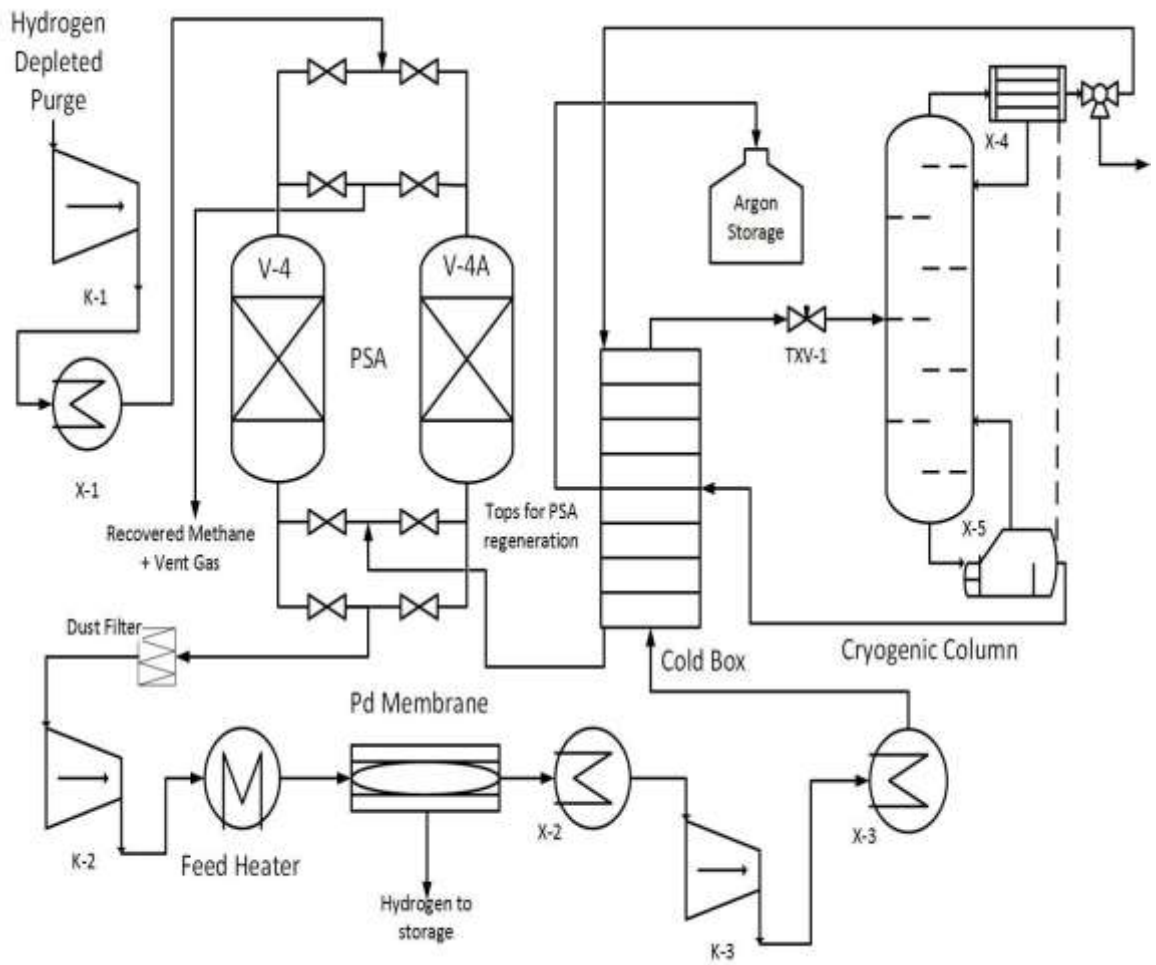 Hydrogen
Depleted
Purge
K-1
X-1
V-4
V-4A
PSA
Recovered Methane
+ Vent Gas
Tops for PSA
regeneration
Argon
Storage
TXV-1
X-4
X-5
Cryogenic Column
Cold Box
Dust Filter
K-2
Feed Heater
Pd Membrane
Hydrogen to
storage
X-2
K-3
X-3